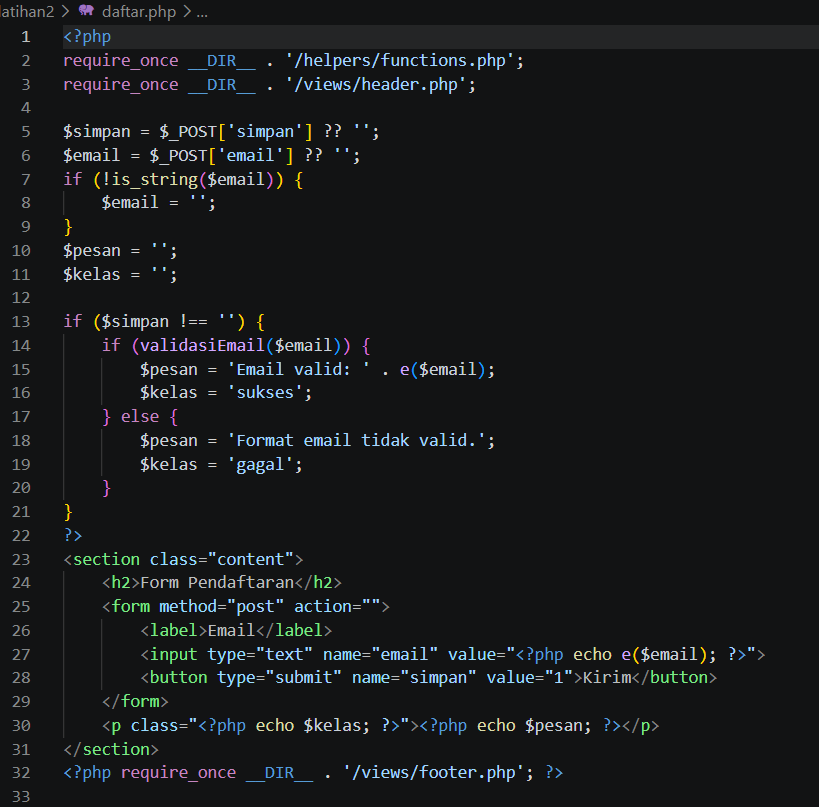 latihan2 > daftar.php > ...
1 <?php
2 require_once __DIR__ . '/helpers/functions.php';
3 require_once __DIR__ . '/views/header.php';
4
5 $simpan = $_POST['simpan'] ?? '';
6 $email = $_POST['email'] ?? '';
7 if (!is_string($email)) {
8     $email = '';
9 }
10 $pesan = '';
11 $kelas = '';
12
13 if ($simpan !== '') {
14     if (validasiEmail($email)) {
15         $pesan = 'Email valid: ' . e($email);
16         $kelas = 'sukses';
17     } else {
18         $pesan = 'Format email tidak valid.';
19         $kelas = 'gagal';
20     }
21 }
22 ?>
23 <section class="content">
24     <h2>Form Pendaftaran</h2>
25     <form method="post" action="">
26         <label>Email</label>
27         <input type="text" name="email" value="<?php echo e($email); ?>">
28         <button type="submit" name="simpan" value="1">Kirim</button>
29     </form>
30     <p class="<?php echo $kelas; ?>"><?php echo $pesan; ?></p>
31 </section>
32 <?php require_once __DIR__ . '/views/footer.php'; ?>
33